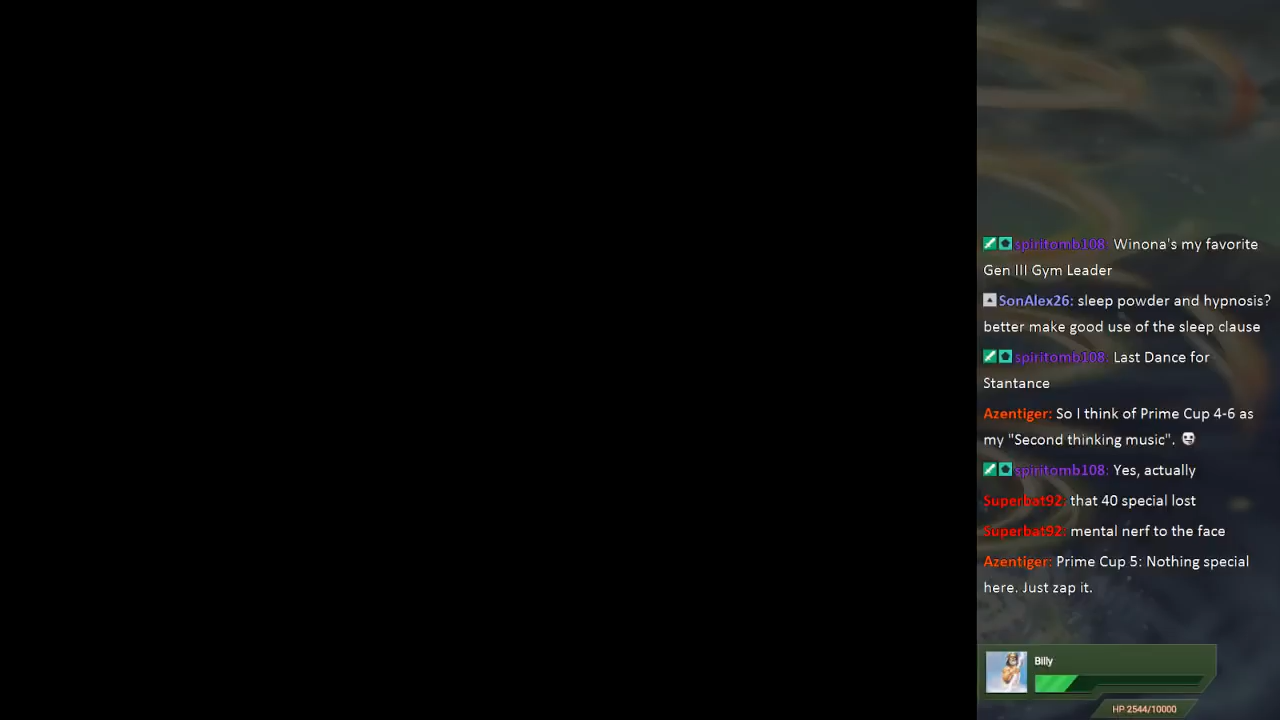 spiritomb108: Winona's my favorite
Gen III Gym Leader
SonAlex26: sleep powder and hypnosis?
better make good use of the sleep clause
spiritomb108: Last Dance for
Stantance
Azentiger: So I think of Prime Cup 4-6 as
my "Second thinking music".
spiritomb108: Yes, actually
Superbat92: that 40 special lost
Superbat92: mental nerf to the face
Azentiger: Prime Cup 5: Nothing special
here. Just zap it.
Billy
HP 2544/10000